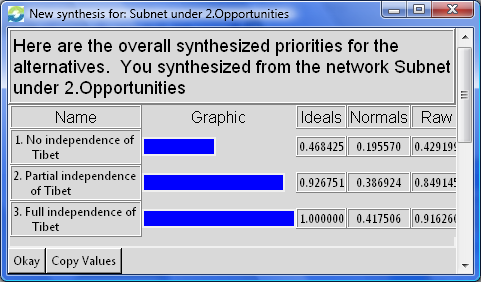 New synthesis for: Subnet under 2.Opportunities
Here are the overall synthesized priorities for the
alternatives. You synthesized from the network Subnet
under 2.Opportunities
Name Graphic Ideals Normals Raw
1. No independence of
Tibet
0.468425 0.195570 0.429199
2. Partial independence of
Tibet
0.926751 0.386924 0.849145
3. Full independence of
Tibet
1.000000 0.417506 0.916260
Okay Copy Values